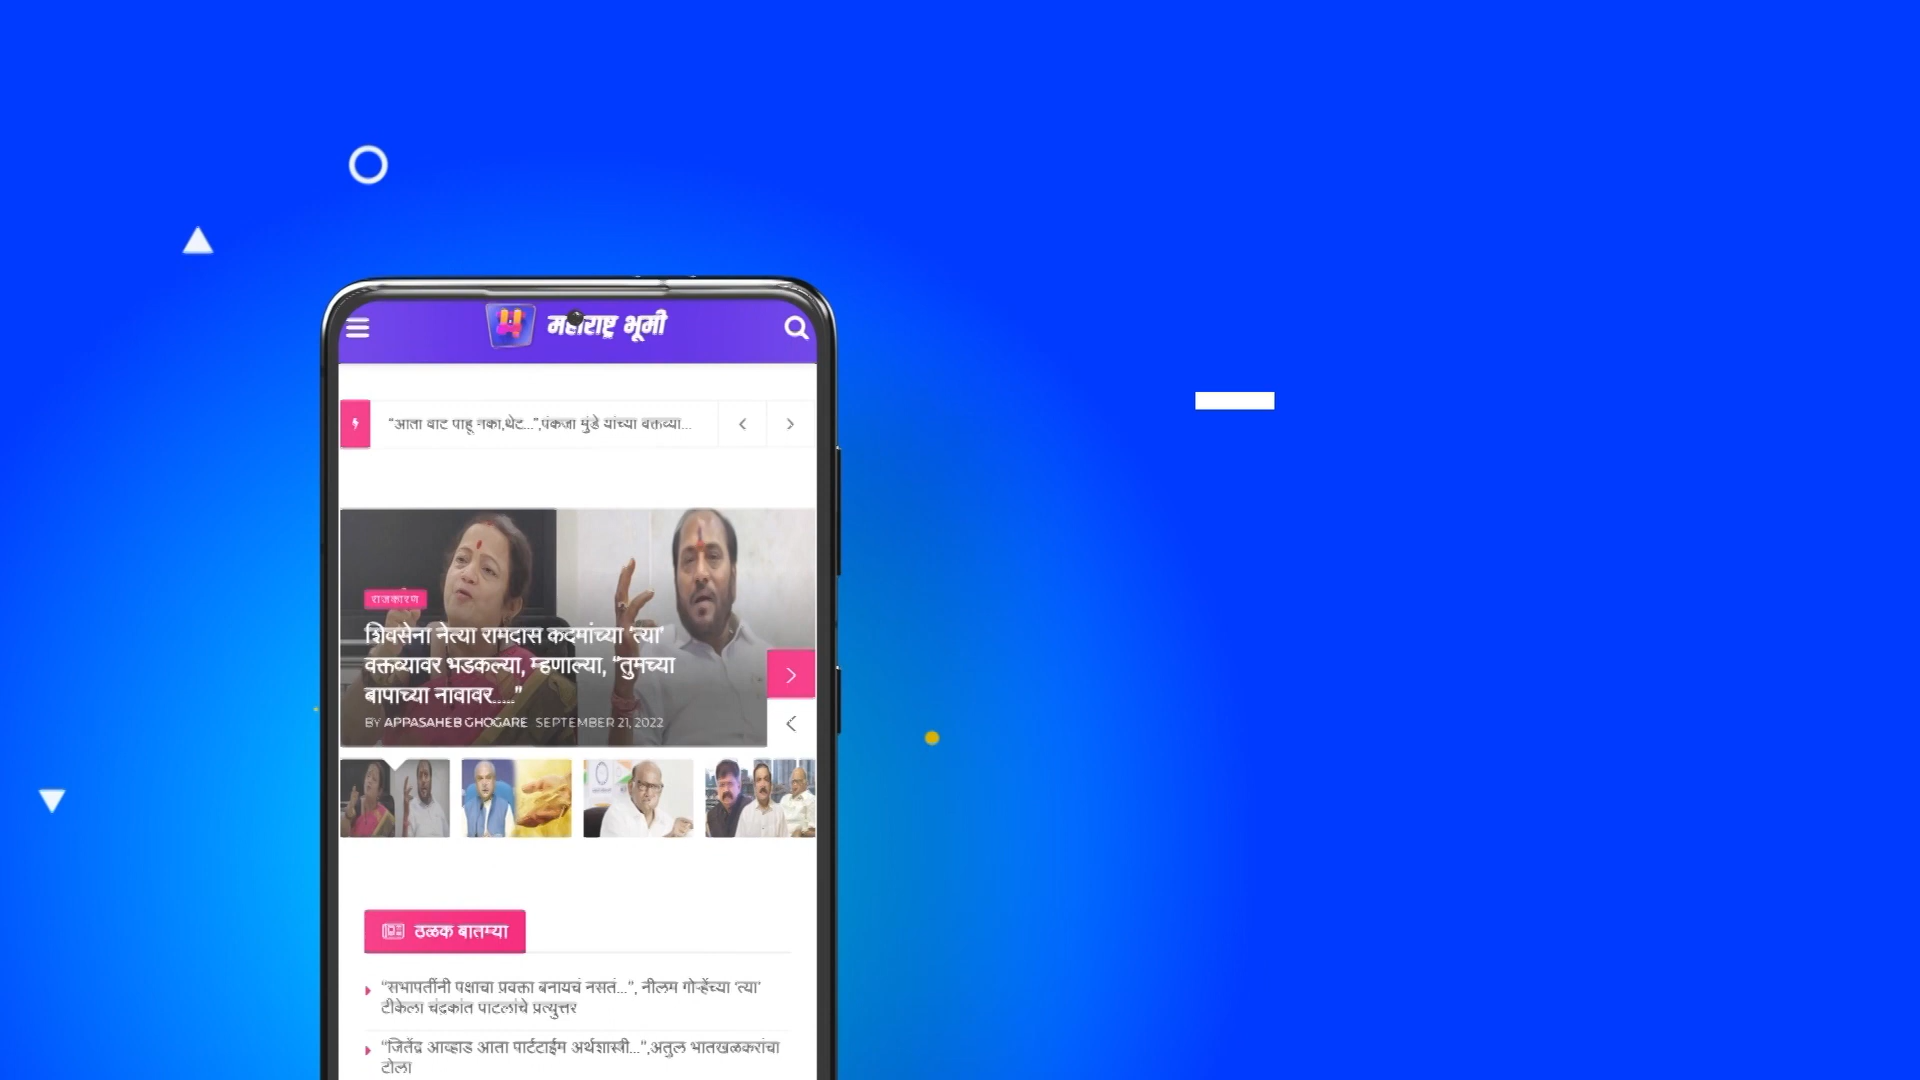 महाराष्ट्र भूमी
"आता वाट पाहू नका,थेट...",पंकजा मुंडे यांच्या वक्तव्या...
राजकारण
शिवसेना नेत्या रामदास कदमांच्या 'त्या'
वक्तव्यावर भडकल्या, म्हणाल्या, "तुमच्या
बापाच्या नावावर....."
BY APPASAHEB GHOGARE SEPTEMBER 21, 2022
ठळक बातम्या
"सभापतींनी पक्षाचा प्रवक्ता बनायचं नसतं...", नीलम गोऱ्हेंच्या 'त्या'
टीकेला चंद्रकांत पाटलांचे प्रत्युत्तर
"जितेंद्र आव्हाड आता पार्टटाईम अर्थशास्त्री...",अतुल भातखळकरांचा
टोला